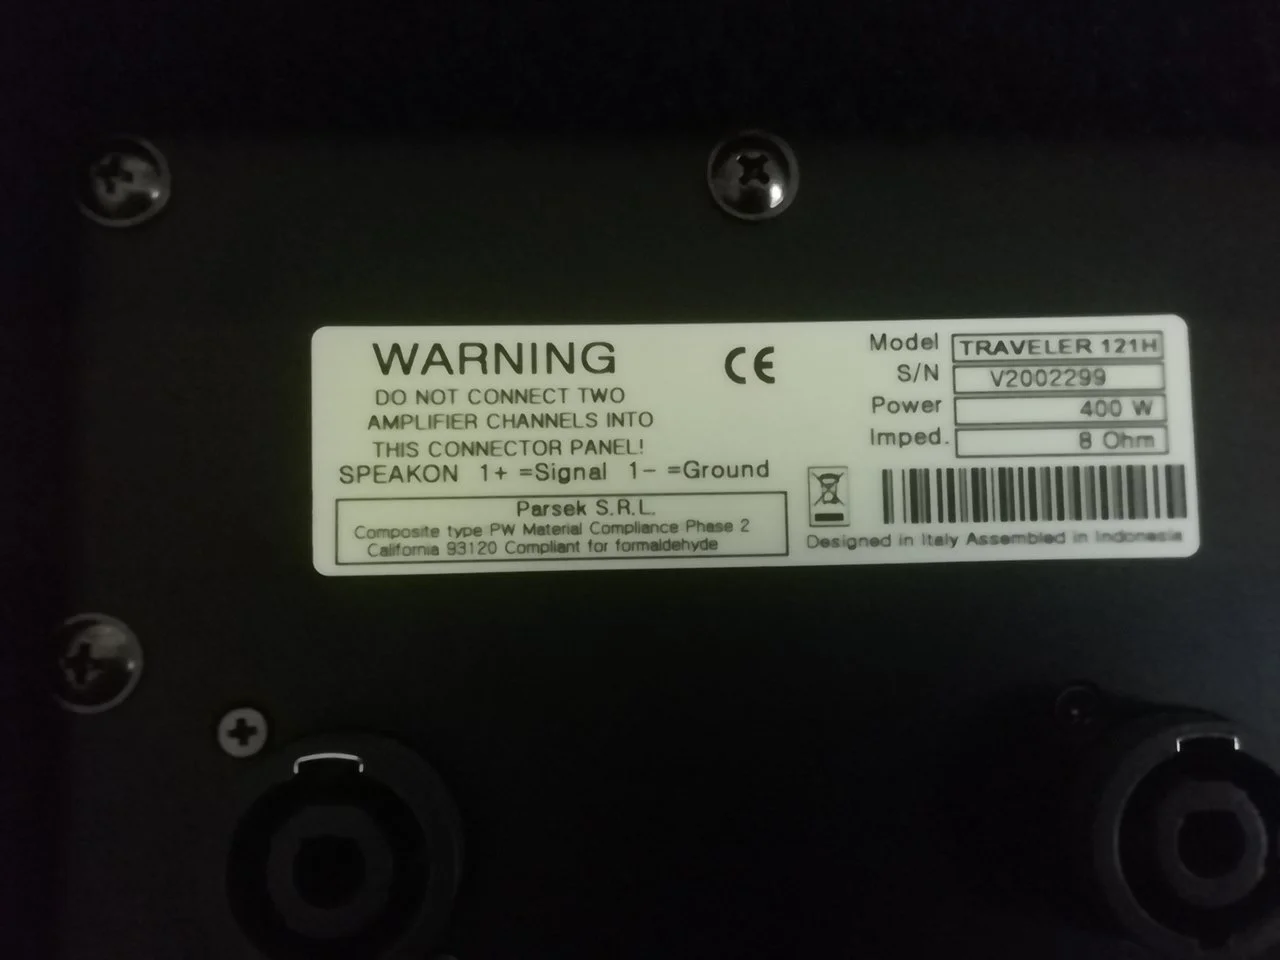 WARNING
DO NOT CONNECT TWO
AMPLIFIER CHANNELS INTO
THIS CONNECTOR PANEL!
SPEAKON 1+ =Signal 1- =Ground
Parsek S.R.L.
Composite type PW Material Compliance Phase 2
California 93120 Compliant for formaldehyde
CE
Model TRAVELER 121H
S/N V2002299
Power 400 W
Imped. 8 Ohm
Designed in Italy Assembled in Indonesia